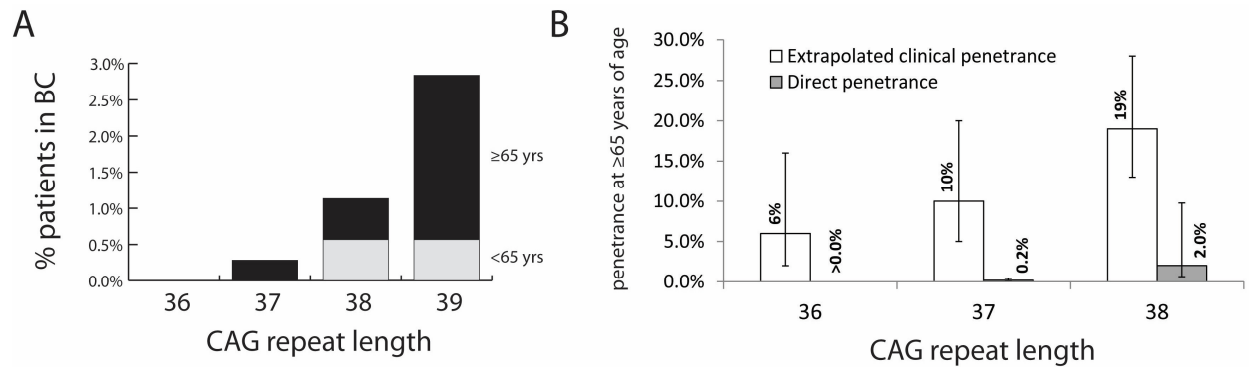 A
% patients in BC
3.0%
2.5%
2.0%
1.5%
1.0%
0.5%
0.0%
≥65 yrs
<65 yrs
36 37 38 39
CAG repeat length
B
penetrance at ≥65 years of age
30.0%
25.0%
20.0%
15.0%
10.0%
5.0%
0.0%
Extrapolated clinical penetrance
Direct penetrance
6%
>0.0%
10%
0.2%
19%
2.0%
36 37 38
CAG repeat length